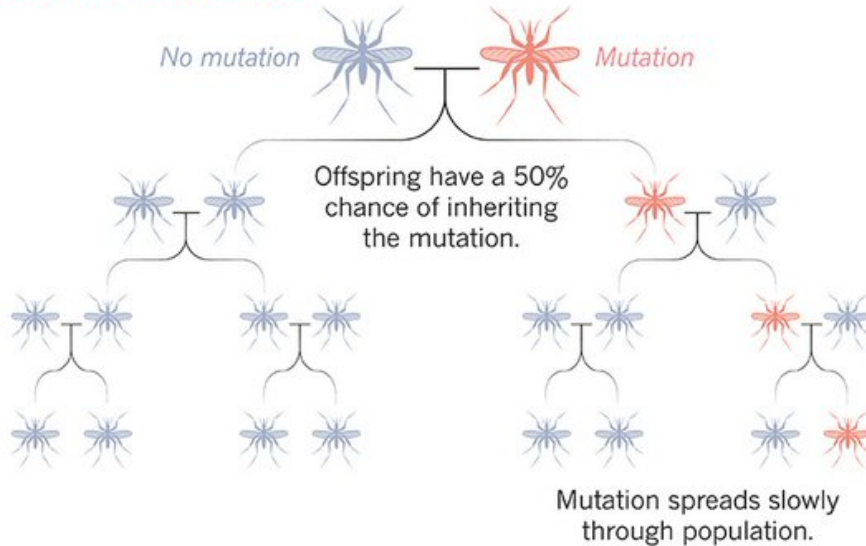 No mutation
Mutation
Offspring have a 50%
chance of inheriting
the mutation.
Mutation spreads slowly
through population.